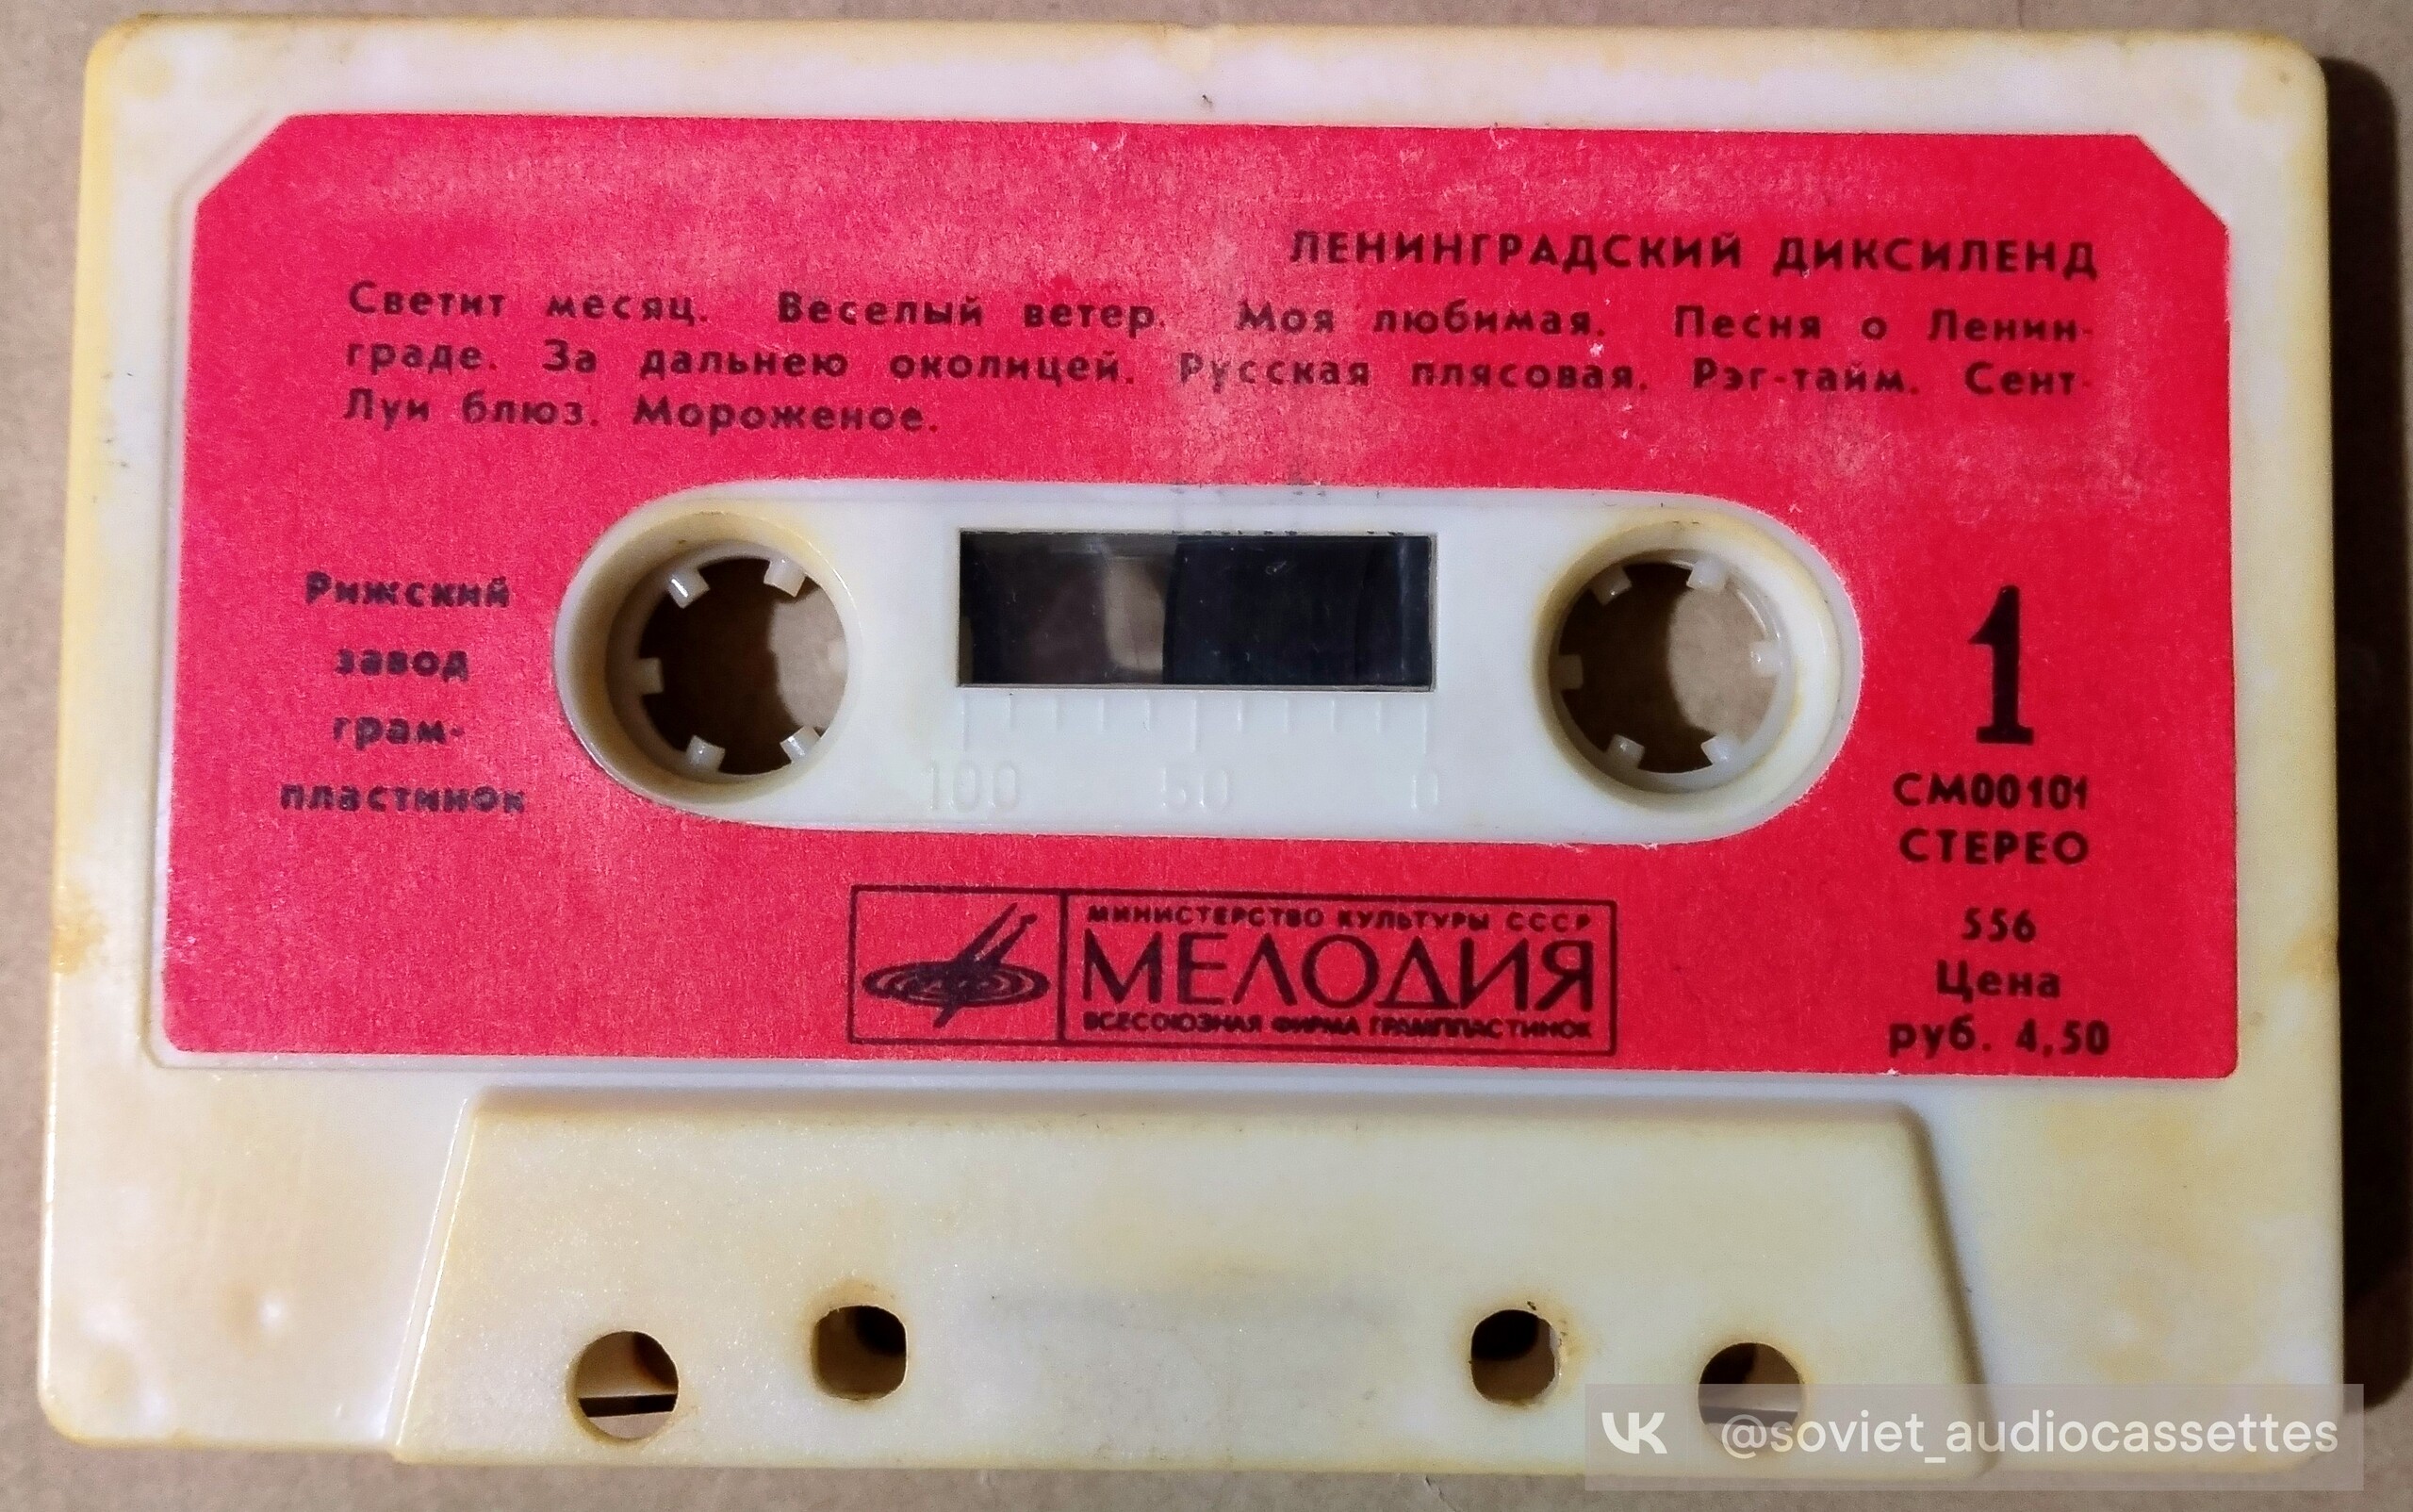 ЛЕНИНГРАДСКИЙ ДИКСИЛЕНД
Светит месяц. Веселый ветер. Моя любимая. Песня о Ленин-
граде. За дальнею околицей. Русская плясовая. Рэг-тайм. Сент-
Луи блюз. Мороженое.
Рижский
завод
грам-
пластинок
1
СМ00101
СТЕРЕО
556
Цена
руб. 4,50
100 50 0
МИНИСТЕРСТВО КУЛЬТУРЫ СССР
МЕЛОДИЯ
ВСЕСОЮЗНАЯ ФИРМА ГРАМПЛАСТИНОК
@soviet_audiocassettes